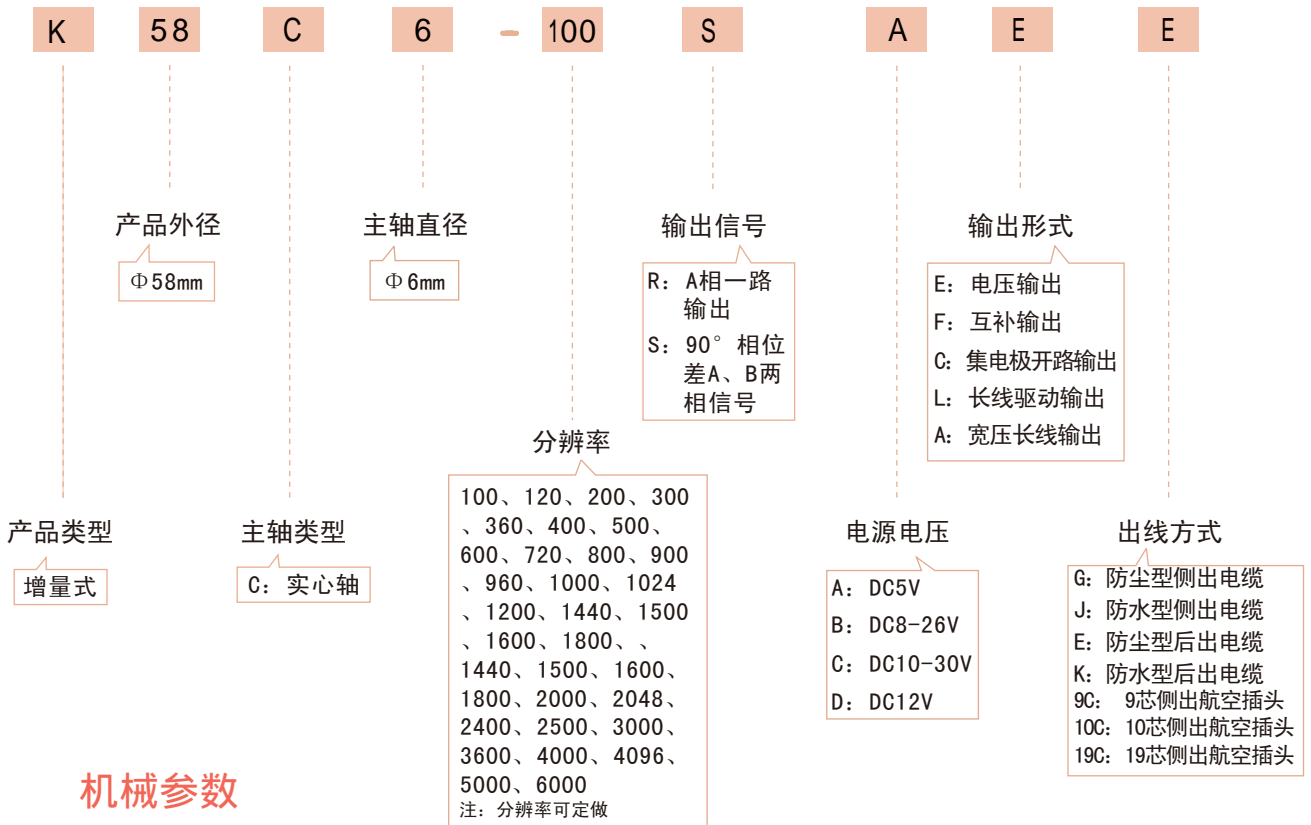 K 58 C 6 - 100 S A E E
产品外径
Φ58mm
主轴直径
Φ6mm
输出信号
R: A相一路
输出
S: 90°相位
差A、B两
相信号
输出形式
E: 电压输出
F: 互补输出
C: 集电极开路输出
L: 长线驱动输出
A: 宽压长线输出
产品类型
增量式
主轴类型
C: 实心轴
分辨率
100、120、200、300
、360、400、500、
600、720、800、900
、960、1000、1024
、1200、1440、1500
、1600、1800、、
1440、1500、1600、
1800、2000、2048、
2400、2500、3000、
3600、4000、4096、
5000、6000
注: 分辨率可定做
电源电压
A: DC5V
B: DC8-26V
C: DC10-30V
D: DC12V
出线方式
G: 防尘型侧出电缆
J: 防水型侧出电缆
E: 防尘型后出电缆
K: 防水型后出电缆
9C: 9芯侧出航空插头
10C: 10芯侧出航空插头
19C: 19芯侧出航空插头
机械参数